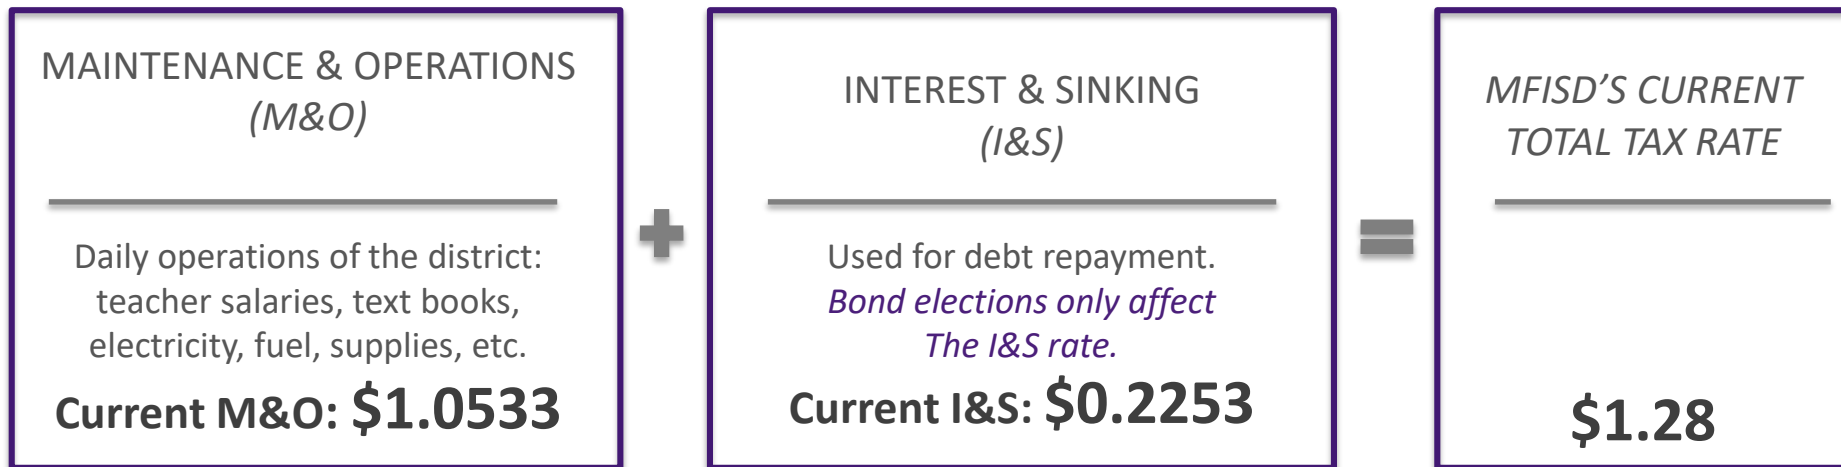 MAINTENANCE & OPERATIONS
(M&O)
Daily operations of the district:
teacher salaries, text books,
electricity, fuel, supplies, etc.
Current M&O: $1.0533
+
INTEREST & SINKING
(I&S)
Used for debt repayment.
Bond elections only affect
The I&S rate.
Current I&S: $0.2253
=
MFISD'S CURRENT
TOTAL TAX RATE
$1.28